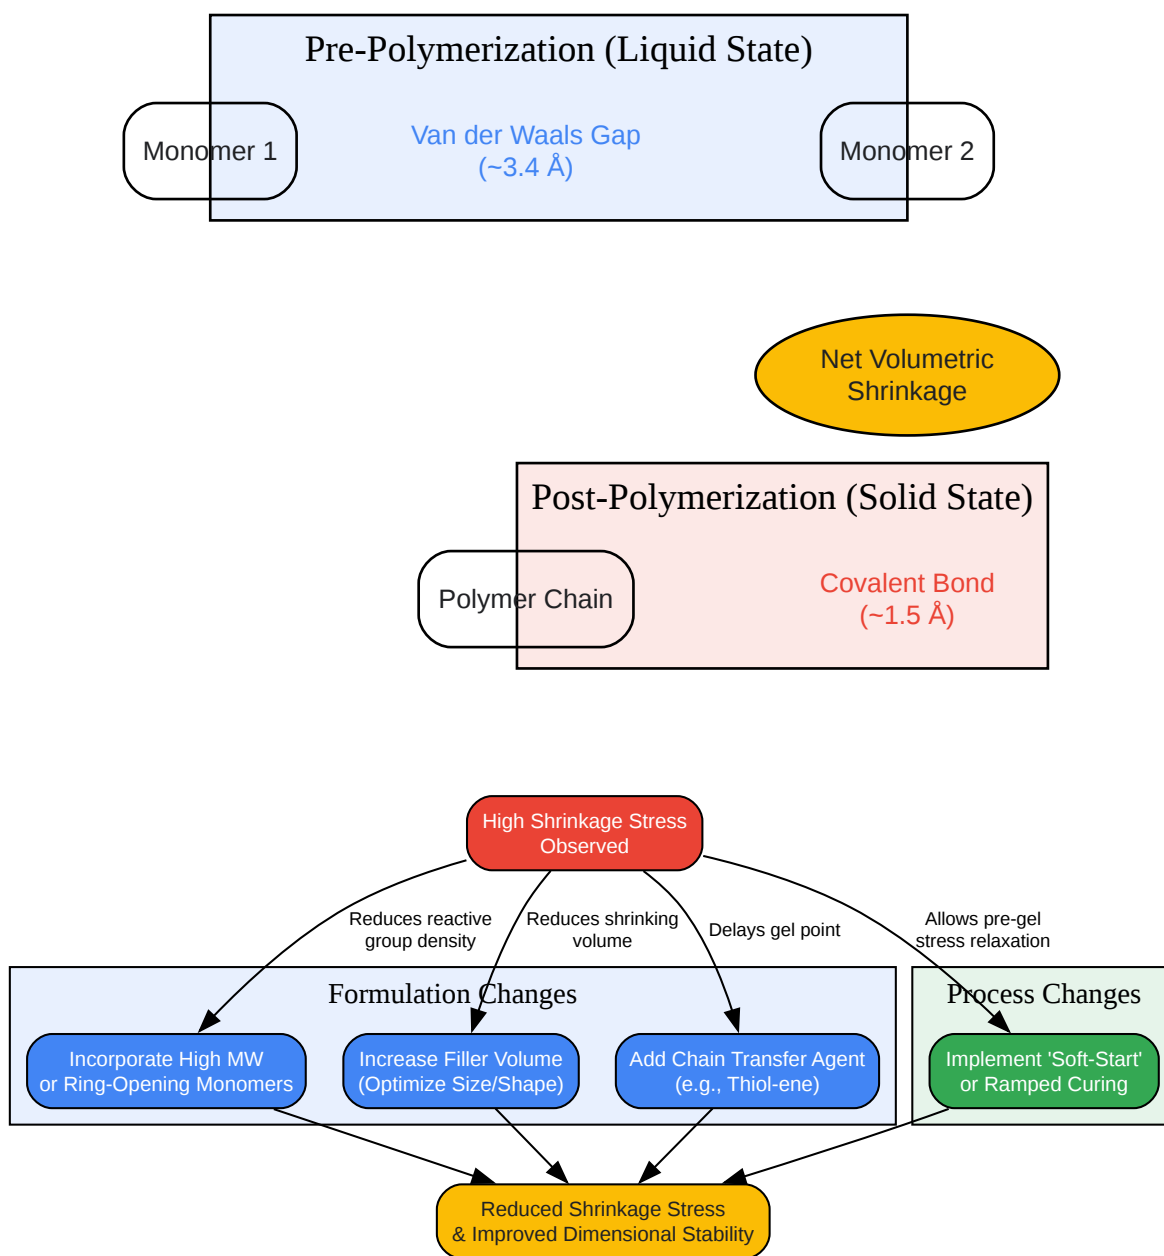 Pre-Polymerization (Liquid State)
Monomer 1
Van der Waals Gap
(~3.4 Å)
Monomer 2
Net Volumetric
Shrinkage
Post-Polymerization (Solid State)
Polymer Chain
Covalent Bond
(~1.5 Å)
High Shrinkage Stress
Observed
Reduces reactive
group density
Reduces shrinking
volume
Delays gel point
Allows pre-gel
stress relaxation
Formulation Changes
Process Changes
Incorporate High MW
or Ring-Opening Monomers
Increase Filler Volume
(Optimize Size/Shape)
Add Chain Transfer Agent
(e.g., Thiol-ene)
Implement 'Soft-Start'
or Ramped Curing
Reduced Shrinkage Stress
& Improved Dimensional Stability